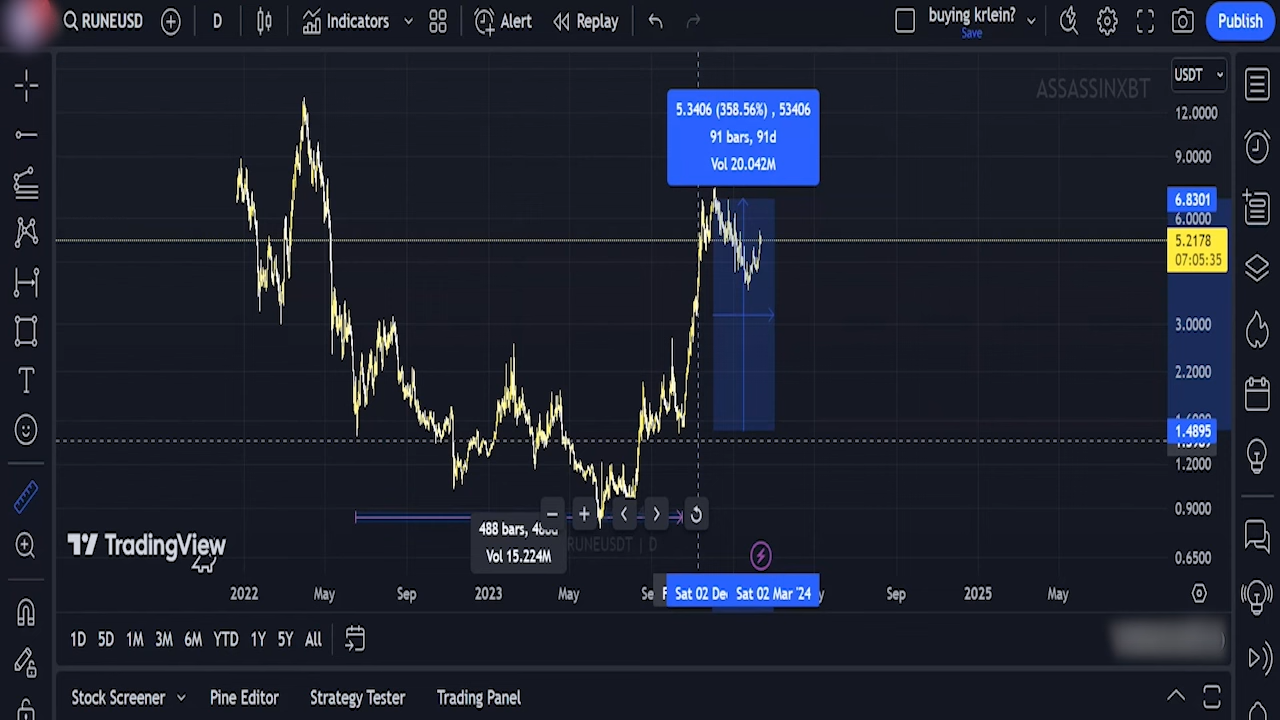 RUNEUSD
D
Indicators
Alert
Replay
buying krlein?
Save
Publish
USDT
ASSASSINXBT
5.3406 (358.56%) , 53406
91 bars, 91d
Vol 20.042M
12.0000
9.0000
6.8301
6.0000
5.2178
07:05:35
3.0000
2.2000
1.4895
1.2000
0.9000
0.6500
488 bars,
Vol 15.224M
RUNEUSDT | D
TradingView
2022
May
Sep
2023
May
Sat 02 Dec
Sat 02 Mar '24
Sep
2025
May
1D 5D 1M 3M 6M YTD 1Y 5Y All
Stock Screener
Pine Editor
Strategy Tester
Trading Panel